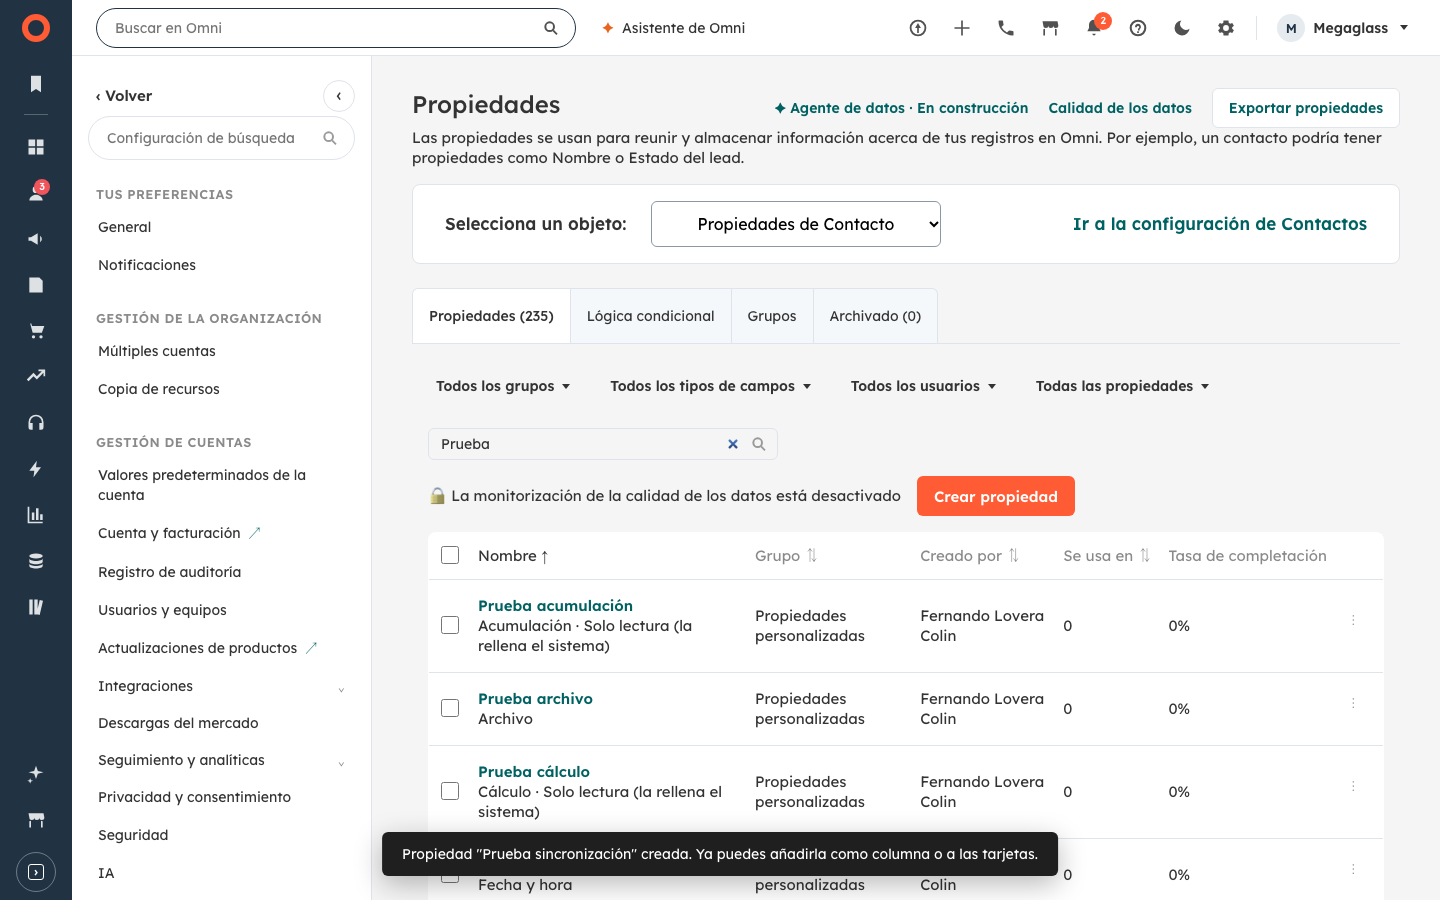 Buscar en Omni
Asistente de Omni
2
M
Megaglass
3
‹ Volver
‹
Configuración de búsqueda
TUS PREFERENCIAS
General
Notificaciones
GESTIÓN DE LA ORGANIZACIÓN
Múltiples cuentas
Copia de recursos
GESTIÓN DE CUENTAS
Valores predeterminados de la
cuenta
Cuenta y facturación
Registro de auditoría
Usuarios y equipos
Actualizaciones de productos
Integraciones
Descargas del mercado
Seguimiento y analíticas
Privacidad y consentimiento
Seguridad
IA
Propiedades
Agente de datos · En construcción
Calidad de los datos
Exportar propiedades
Las propiedades se usan para reunir y almacenar información acerca de tus registros en Omni. Por ejemplo, un contacto podría tener
propiedades como Nombre o Estado del lead.
Selecciona un objeto:
Propiedades de Contacto
Ir a la configuración de Contactos
Propiedades (235)
Lógica condicional
Grupos
Archivado (0)
Todos los grupos
Todos los tipos de campos
Todos los usuarios
Todas las propiedades
Prueba
La monitorización de la calidad de los datos está desactivado
Crear propiedad
Nombre ↑
Grupo
Creado por
Se usa en
Tasa de completación
Prueba acumulación
Acumulación · Solo lectura (la
rellena el sistema)
Propiedades
personalizadas
Fernando Lovera
Colin
0
0%
Prueba archivo
Archivo
Propiedades
personalizadas
Fernando Lovera
Colin
0
0%
Prueba cálculo
Cálculo · Solo lectura (la rellena el
sistema)
Propiedades
personalizadas
Fernando Lovera
Colin
0
0%
Fecha y hora
personalizadas
Colin
0
0%
Propiedad "Prueba sincronización" creada. Ya puedes añadirla como columna o a las tarjetas.